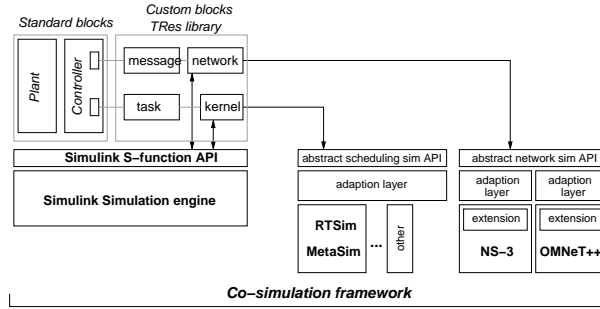 Standard blocks
Custom blocks
TRes library
Plant
Controller
message
network
task
kernel
Simulink S−function API
Simulink Simulation engine
abstract scheduling sim API
adaption layer
RTSim
MetaSim
...
other
abstract network sim API
adaption
layer
adaption
layer
extension
extension
NS−3
OMNeT++
Co−simulation framework